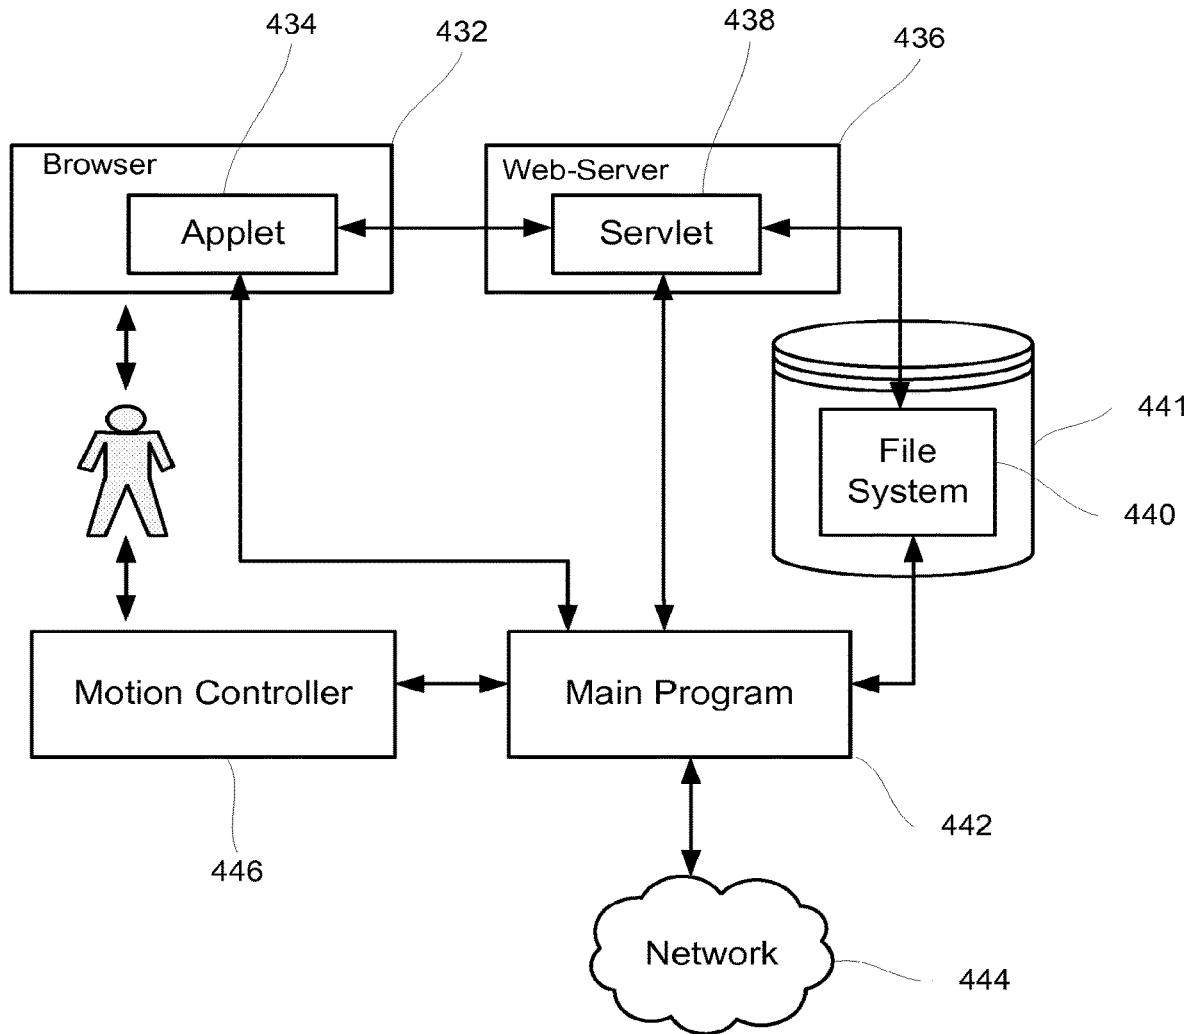 434
432
438
436
Browser
Web-Server
Applet
Servlet
441
File
System
440
Motion Controller
Main Program
442
446
Network
444